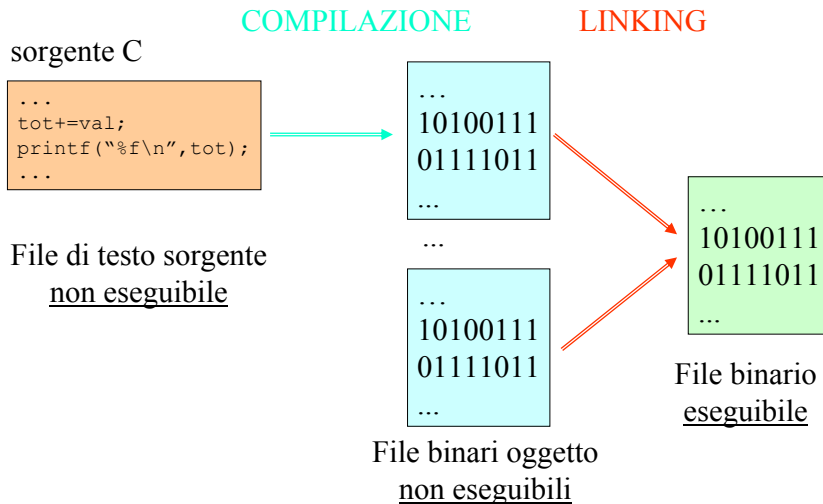 COMPILAZIONE LINKING
sorgente C
...
tot+=val;
printf(“%f\n”,tot);
...
File di testo sorgente
non eseguibile
…
10100111
01111011
...
...
…
10100111
01111011
...
File binari oggetto
non eseguibili
…
10100111
01111011
...
File binario
eseguibile